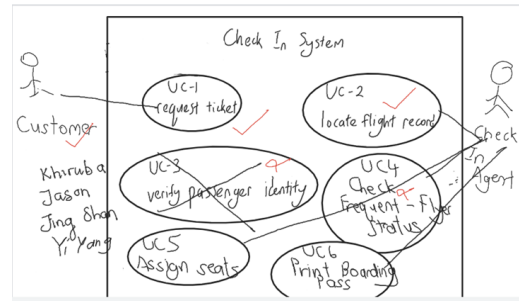 Check In System
UC-1
request ticket
UC-2
locate flight record
Customer
Check
In
Agent
Khiruba
Jason
Jing Shan
Yi Yang
UC-3
verify passenger identity
UC4
Check
Frequent-Flyer
Status
UC5
Assign seats
UC6
Print Boarding
Pass